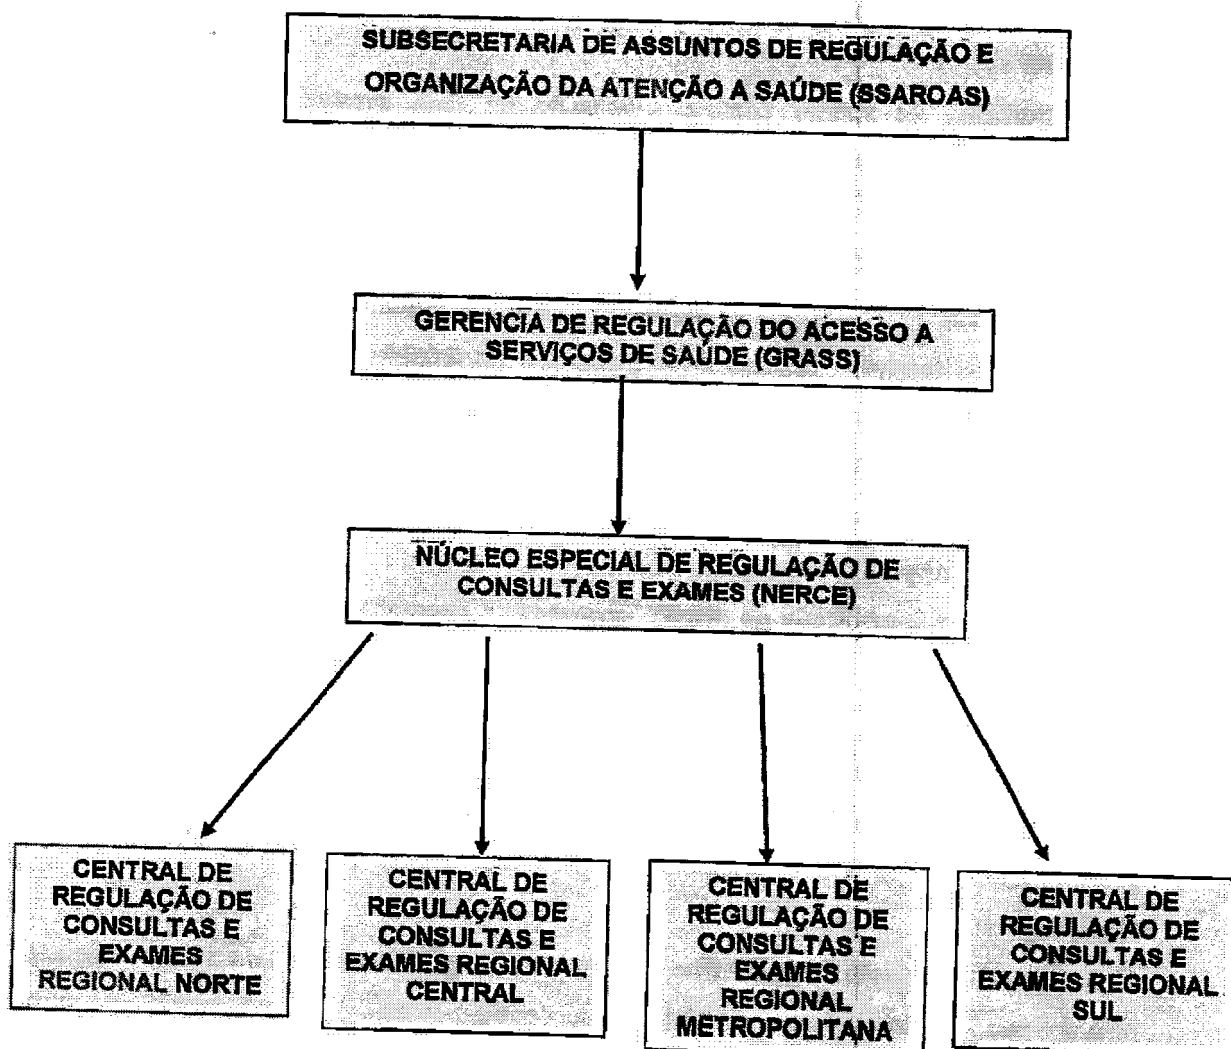 SUBSECRETARIA DE ASSUNTOS DE REGULAÇÃO E
ORGANIZAÇÃO DA ATENÇÃO A SAÚDE (SSAROAS)
GERENCIA DE REGULAÇÃO DO ACESSO A
SERVIÇOS DE SAÚDE (GRASS)
NÚCLEO ESPECIAL DE REGULAÇÃO DE
CONSULTAS E EXAMES (NERCE)
CENTRAL DE
REGULAÇÃO DE
CONSULTAS E
EXAMES
REGIONAL NORTE
CENTRAL DE
REGULAÇÃO DE
CONSULTAS E
EXAMES REGIONAL
CENTRAL
CENTRAL DE
REGULAÇÃO DE
CONSULTAS E
EXAMES
REGIONAL
METROPOLITANA
CENTRAL DE
REGULAÇÃO DE
CONSULTAS E
EXAMES REGIONAL
SUL